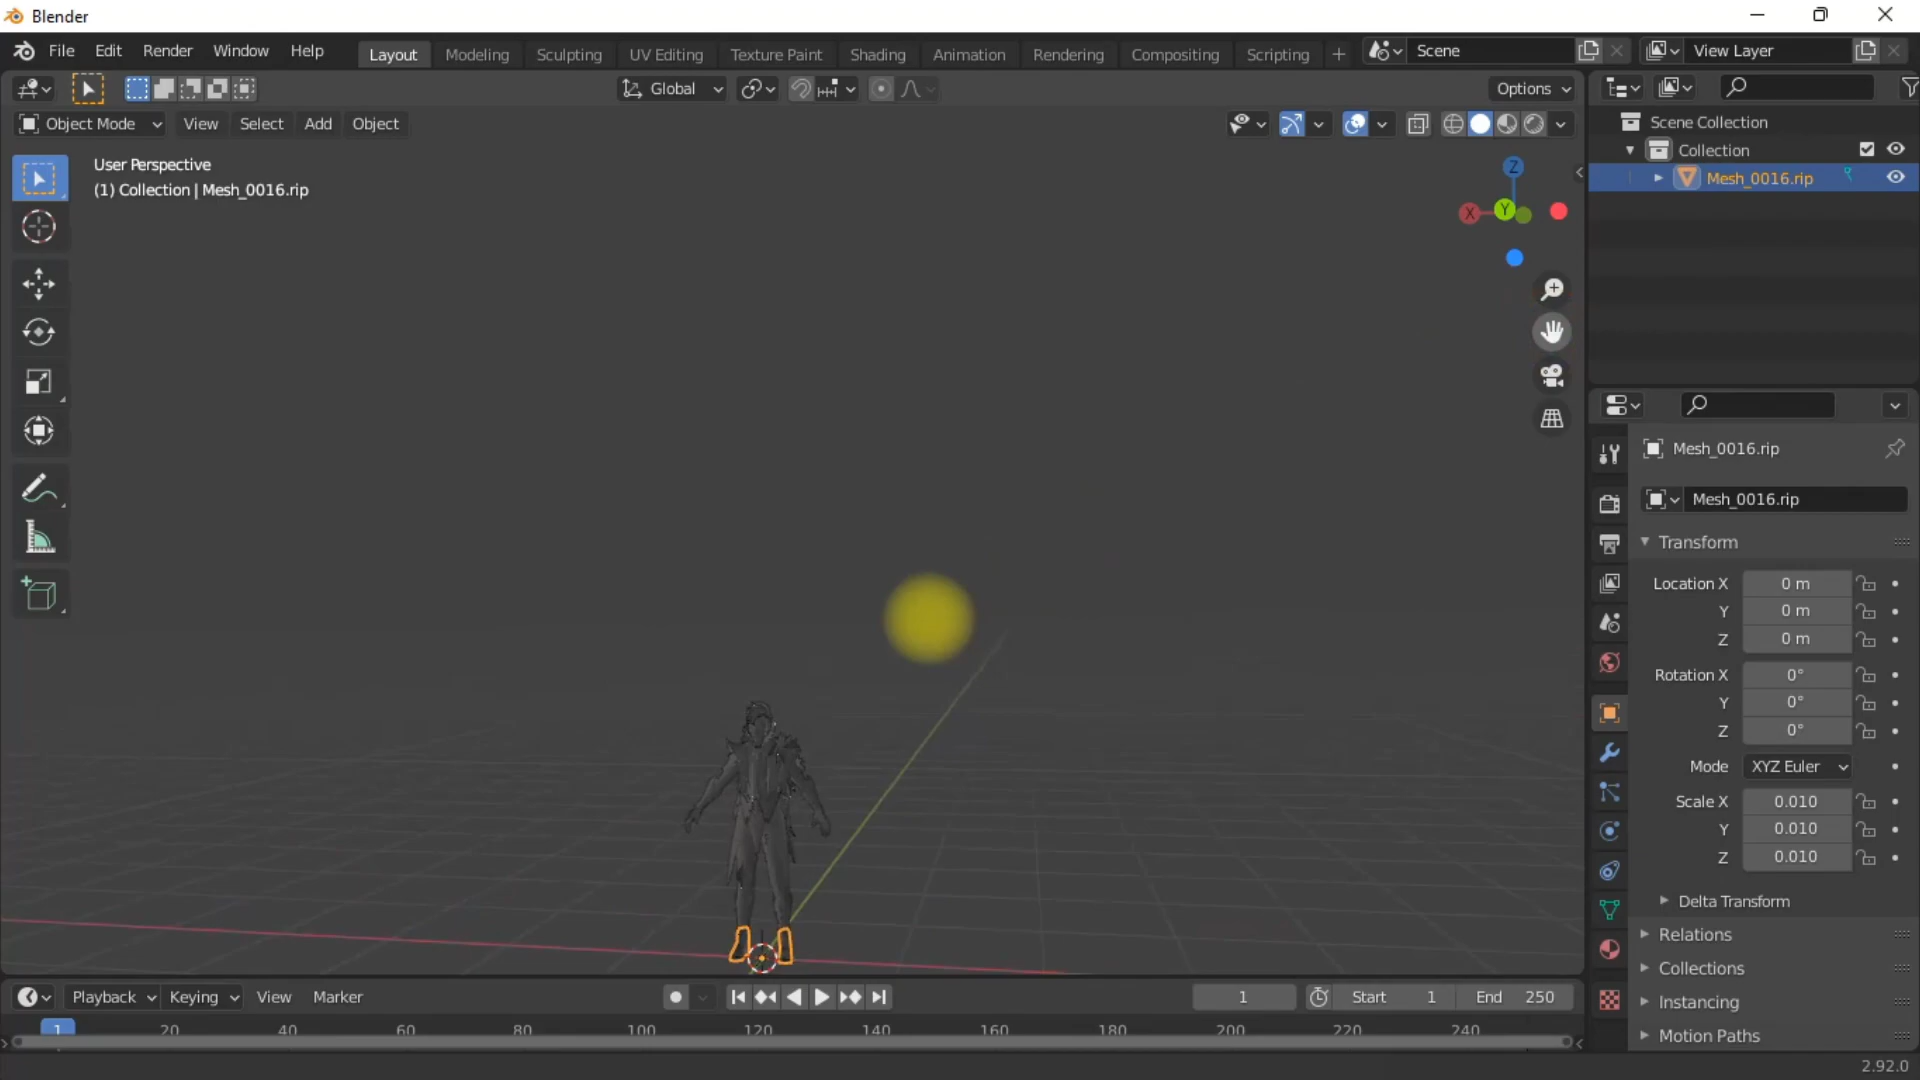 Blender
File Edit Render Window Help Layout Modeling Sculpting UV Editing Texture Paint Shading Animation Rendering Compositing Scripting + Scene View Layer
Global Options
Object Mode View Select Add Object
Scene Collection
Collection
Mesh_0016.rip
User Perspective
(1) Collection | Mesh_0016.rip
Z
X Y
Mesh_0016.rip
Mesh_0016.rip
Transform
Location X 0 m
Y 0 m
Z 0 m
Rotation X 0°
Y 0°
Z 0°
Mode XYZ Euler
Scale X 0.010
Y 0.010
Z 0.010
Delta Transform
Relations
Collections
Instancing
Motion Paths
Playback Keying View Marker 1 Start 1 End 250
1 20 40 60 80 100 120 140 160 180 200 220 240
2.92.0